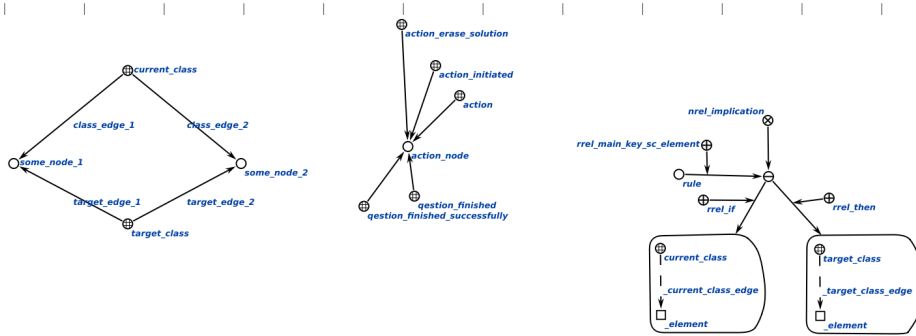 current_class
class_edge_1
class_edge_2
some_node_1
some_node_2
target_edge_1
target_edge_2
target_class
action_erase_solution
action_initiated
action
action_node
qestion_finished
qestion_finished_successfully
nrel_implication
rrel_main_key_sc_element
rule
rrel_if
rrel_then
current_class
_current_class_edge
_element
target_class
_target_class_edge
_element